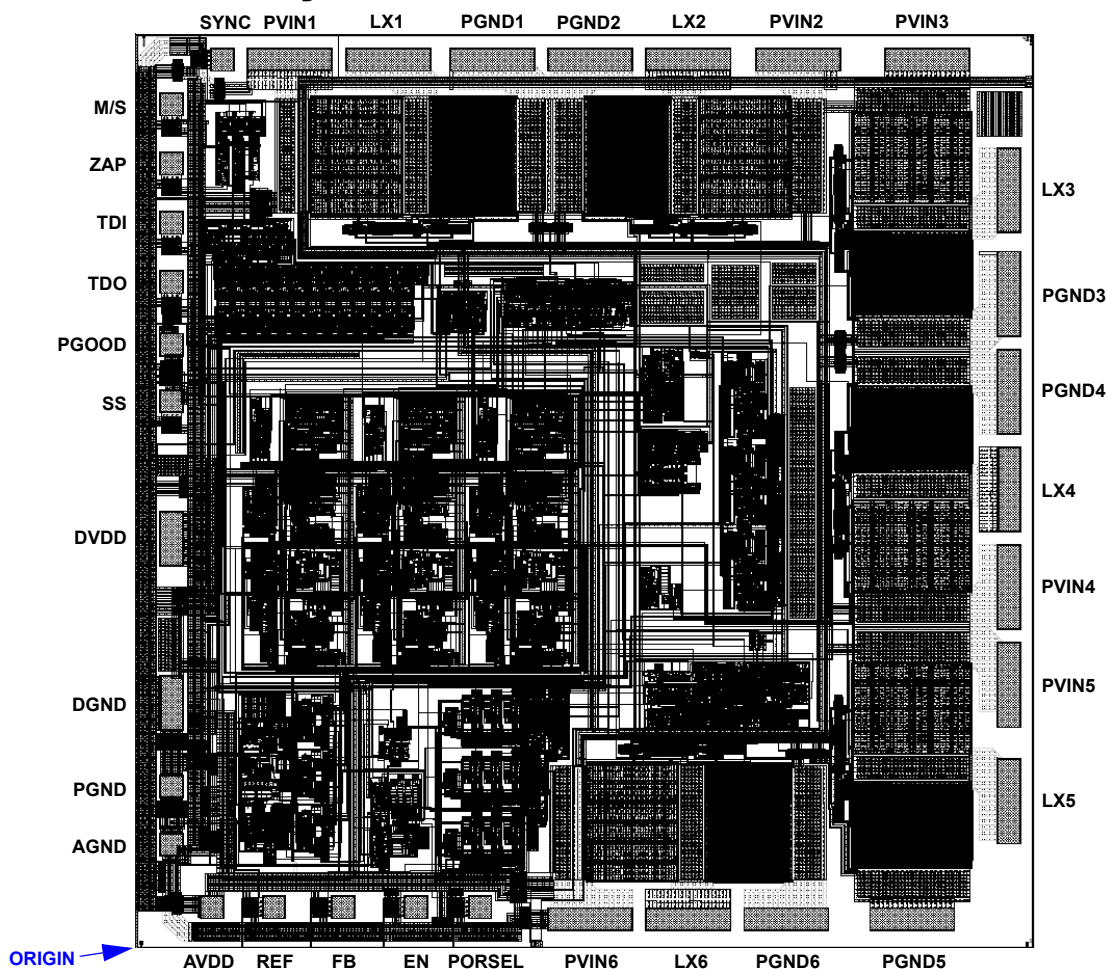 SYNC PVIN1 LX1 PGND1 PGND2 LX2 PVIN2 PVIN3
M/S
ZAP
TDI
TDO
PGOOD
SS
DVDD
DGND
PGND
AGND
LX3
PGND3
PGND4
LX4
PVIN4
PVIN5
LX5
ORIGIN
AVDD REF FB EN PORSEL PVIN6 LX6 PGND6 PGND5